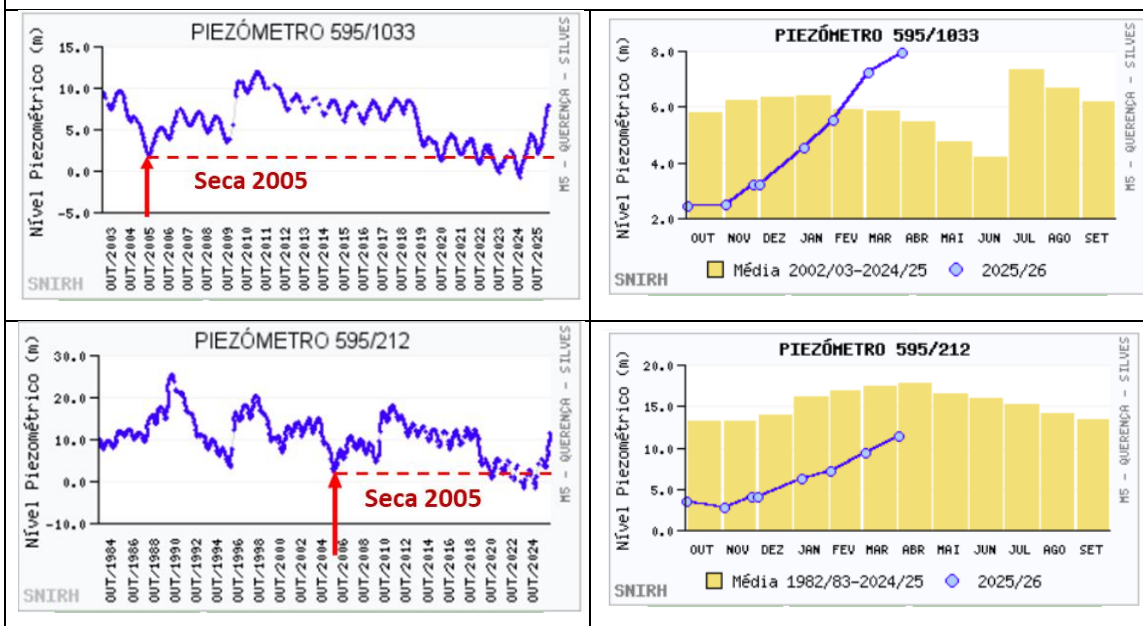 PIEZÓMETRO 595/1033
Nível Piezométrico (m)
15.0
10.0
5.0
0.0
-5.0
Seca 2005
OUT.2003
OUT.2004
OUT.2005
OUT.2006
OUT.2007
OUT.2008
OUT.2009
OUT.2010
OUT.2011
OUT.2012
OUT.2013
OUT.2014
OUT.2015
OUT.2016
OUT.2017
OUT.2018
OUT.2019
OUT.2020
OUT.2021
OUT.2022
OUT.2023
OUT.2024
OUT.2025
M5 - QUERENÇA - SILVES
SNIRH
PIEZÓMETRO 595/1033
Nível Piezométrico (m)
8.0
6.0
4.0
2.0
OUT NOV DEZ JAN FEV MAR ABR MAI JUN JUL AGO SET
Média 2002/03-2024/25 2025/26
M5 - QUERENÇA - SILVES
SNIRH
PIEZÓMETRO 595/212
Nível Piezométrico (m)
30.0
20.0
10.0
0.0
-10.0
Seca 2005
OUT/1984
OUT/1986
OUT/1988
OUT/1990
OUT/1992
OUT/1994
OUT/1996
OUT/1998
OUT/2000
OUT/2002
OUT/2004
OUT/2006
OUT/2008
OUT/2010
OUT/2012
OUT/2014
OUT/2016
OUT/2018
OUT/2020
OUT/2022
OUT/2024
M5 - QUERENÇA - SILVES
SNIRH
PIEZÓMETRO 595/212
Nível Piezométrico (m)
20.0
15.0
10.0
5.0
0.0
OUT NOV DEZ JAN FEV MAR ABR MAI JUN JUL AGO SET
Média 1982/83-2024/25 2025/26
M5 - QUERENÇA - SILVES
SNIRH